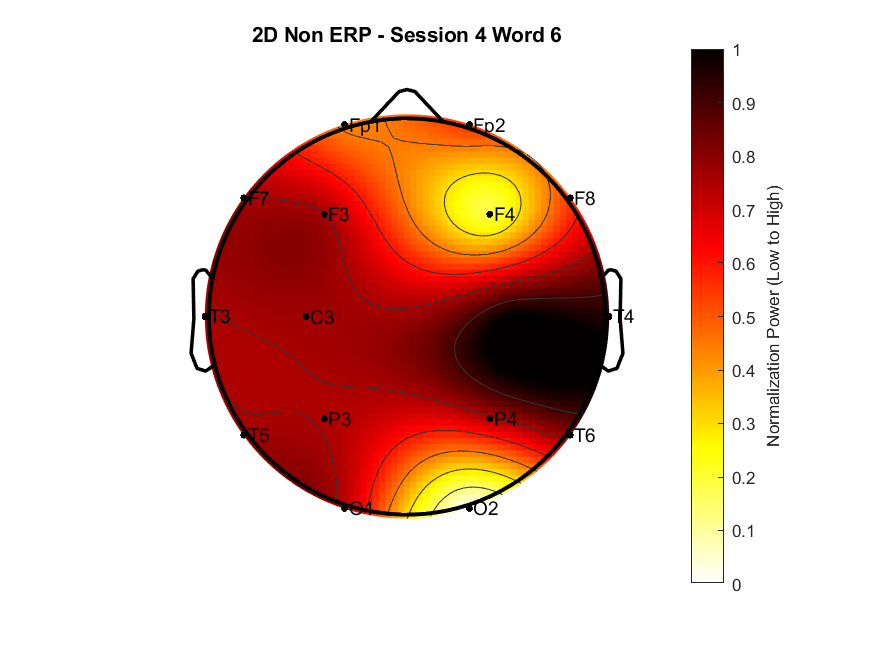 2D Non ERP - Session 4 Word 6
Fp1
Fp2
F7
F3
F4
F8
T3
C3
T4
T5
P3
P4
T6
O1
O2
1
0.9
0.8
0.7
0.6
0.5
0.4
0.3
0.2
0.1
0
Normalization Power (Low to High)